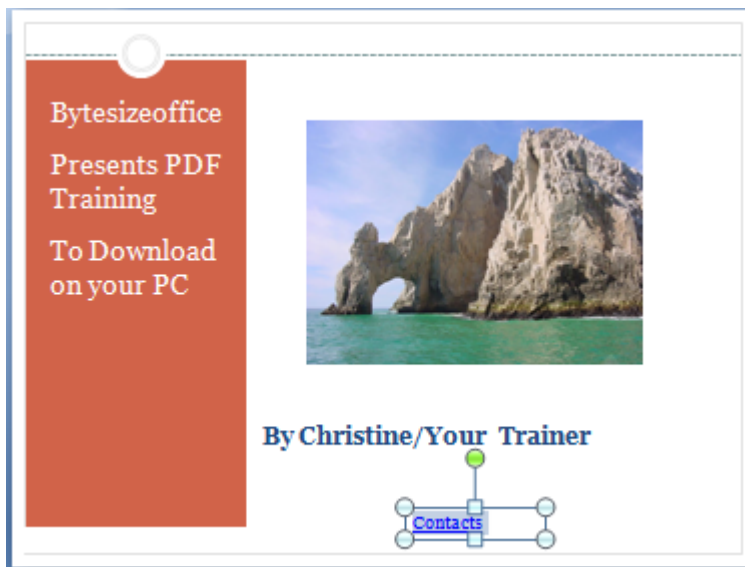 Bytesizeoffice
Presents PDF
Training
To Download
on your PC
By Christine/Your Trainer
Contacts